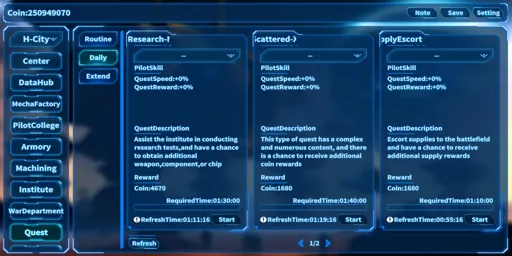 Coin:250949070
Note
Save
Setting
H-City
Center
DataHub
MechaFactory
PilotCollege
Armory
Machining
Institute
WarDepartment
Quest
Routine
Daily
Extend
Research-I
PilotSkill
QuestSpeed:+0%
QuestReward:+0%
QuestDescription
Assist the institute in conducting
research tests,and have a chance
to obtain additional
weapon,component,or chip
Reward
Coin:4670
RequiredTime:01:30:00
RefreshTime:01:11:16
Start
cattered-
PilotSkill
QuestSpeed:+0%
QuestReward:+0%
QuestDescription
This type of quest has a complex
and numerous content, and there
is a chance to receive additional
coin rewards
Reward
Coin:1680
RequiredTime:01:40:00
RefreshTime:01:19:16
Start
plyEscort
PilotSkill
QuestSpeed:+0%
QuestReward:+0%
QuestDescription
Escort supplies to the battlefield
and have a chance to receive
additional supply rewards
Reward
Coin:1680
RequiredTime:01:10:00
RefreshTime:00:55:16
Start
Refresh
1/2